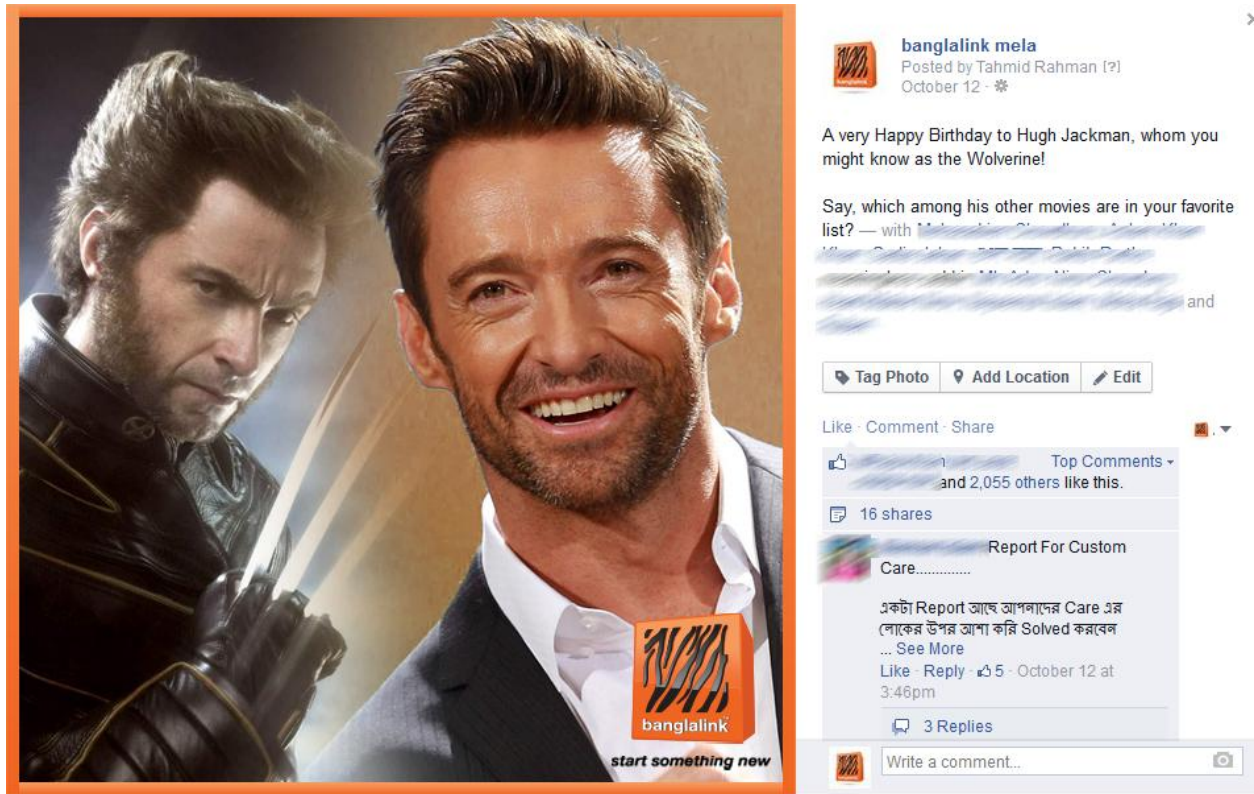 banglalink
start something new
banglalink mela
Posted by Tahmid Rahman [?]
October 12
A very Happy Birthday to Hugh Jackman, whom you
might know as the Wolverine!
Say, which among his other movies are in your favorite
list? — with
and
Tag Photo
Add Location
Edit
Like · Comment · Share
Top Comments
and 2,055 others like this.
16 shares
Report For Custom
Care..............
একটা Report আছে আপনাদের Care এর
লোকের উপর আশা করি Solved করবেন
... See More
Like · Reply · 5 · October 12 at
3:46pm
3 Replies
Write a comment...